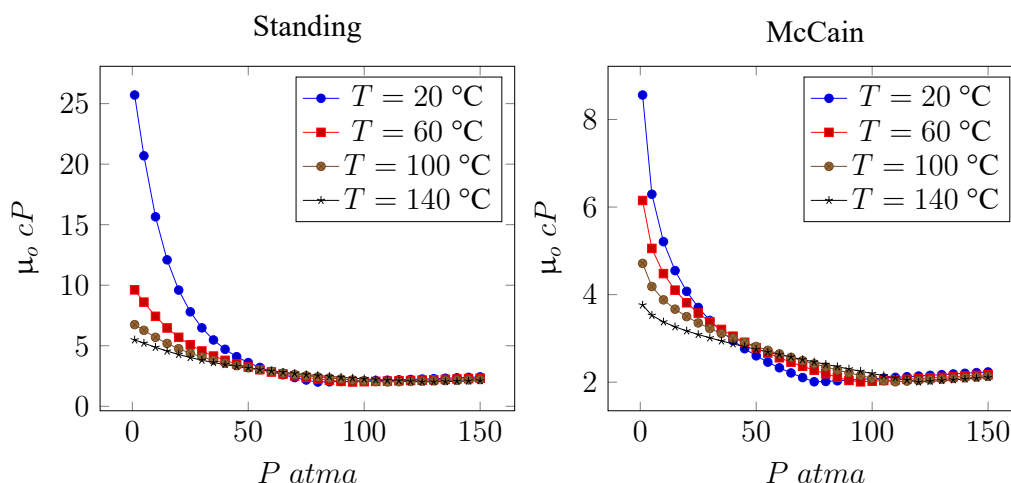 Standing
25
20
15
10
5
0
0
50
100
150
µo cP
P atma
T = 20 °C
T = 60 °C
T = 100 °C
T = 140 °C
McCain
8
6
4
2
0
50
100
150
µo cP
P atma
T = 20 °C
T = 60 °C
T = 100 °C
T = 140 °C